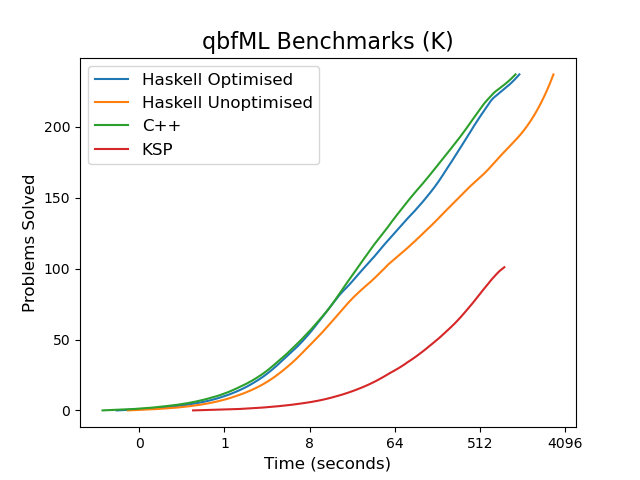 qbfML Benchmarks (K)
Haskell Optimised
Haskell Unoptimised
C++
KSP
Problems Solved
200
150
100
50
0
0 1 8 64 512 4096
Time (seconds)